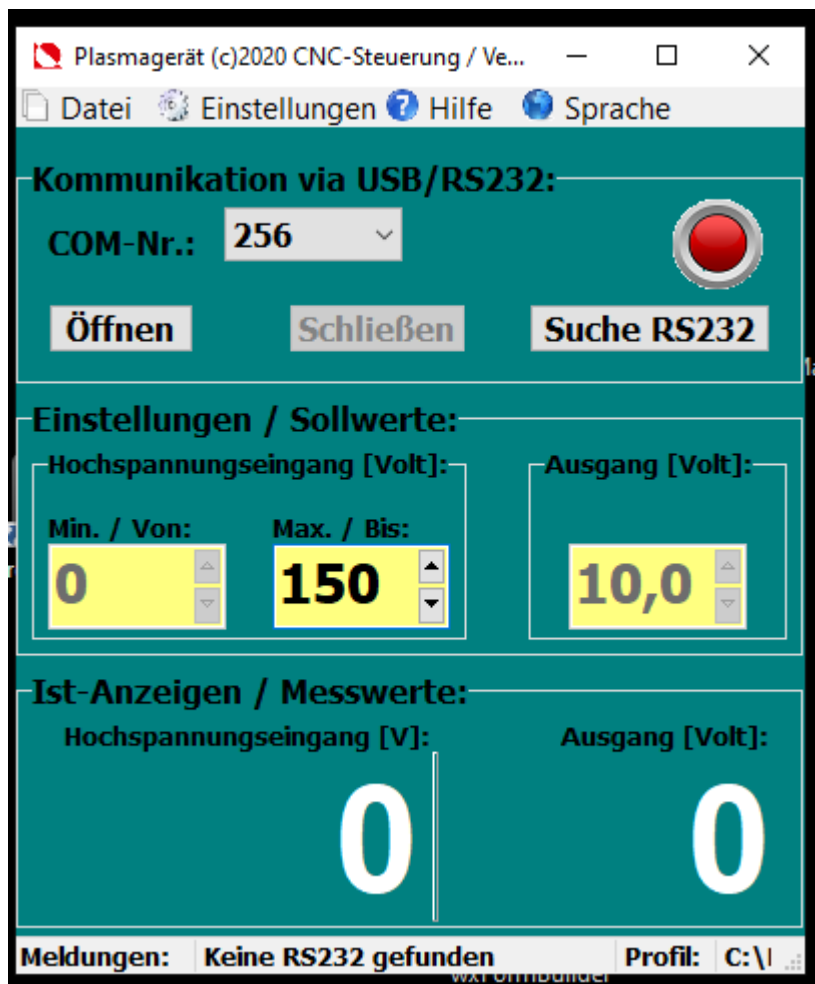 Plasmagerät (c)2020 CNC-Steuerung / Ve...
Datei Einstellungen Hilfe Sprache
Kommunikation via USB/RS232:
COM-Nr.: 256
Öffnen Schließen Suche RS232
Einstellungen / Sollwerte:
Hochspannungseingang [Volt]: Ausgang [Volt]:
Min. / Von: Max. / Bis:
0 150 10,0
Ist-Anzeigen / Messwerte:
Hochspannungseingang [V]: Ausgang [Volt]:
0 0
Meldungen: Keine RS232 gefunden Profil: C:\